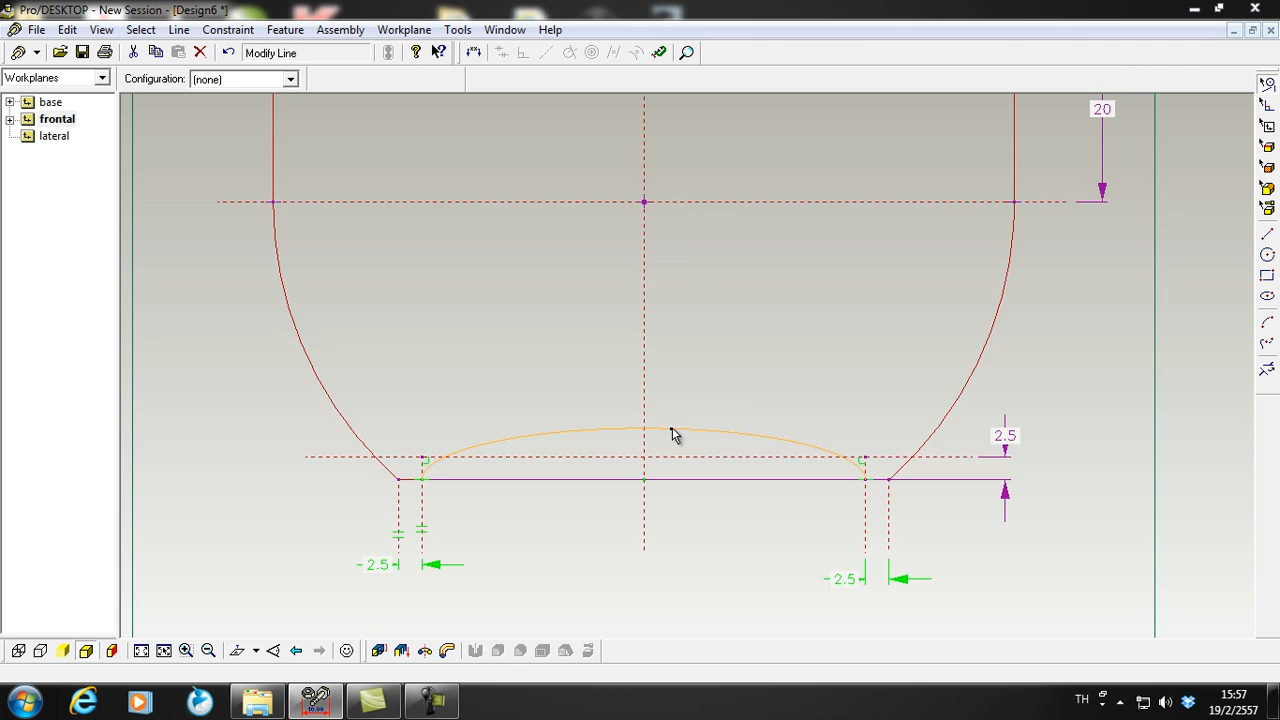 Pro/DESKTOP - New Session - [Design6 *]
File Edit View Select Line Constraint Feature Assembly Workplane Tools Window Help
Modify Line
Workplanes
Configuration: (none)
base
frontal
lateral
20
2.5
- 2.5
- 2.5
TH
15:57
19/2/2557